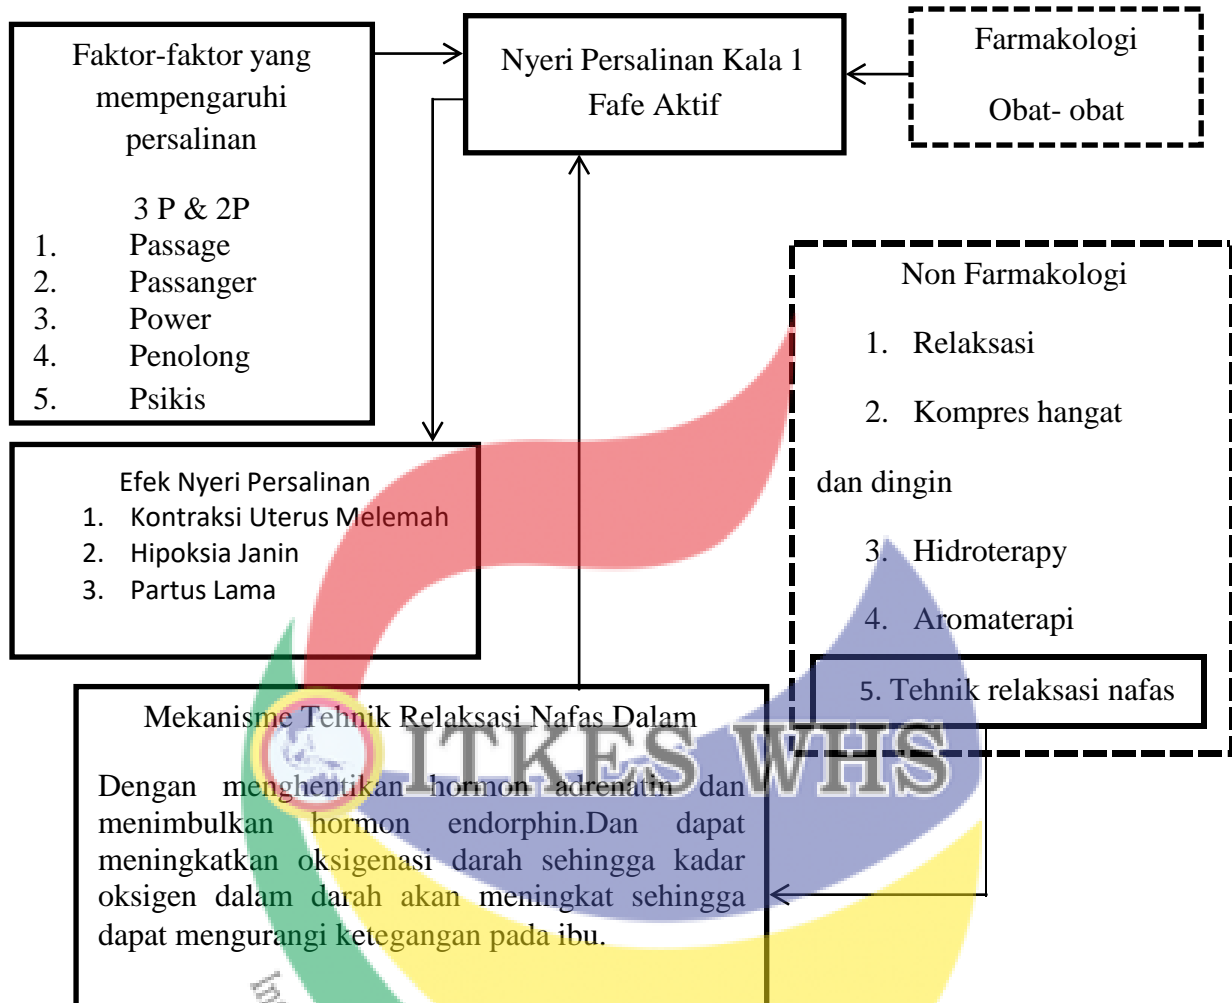 Faktor-faktor yang
mempengaruhi
persalinan
3 P & 2P
1. Passage
2. Passanger
3. Power
4. Penolong
5. Psikis
Nyeri Persalinan Kala 1
Fafe Aktif
Farmakologi
Obat- obat
Non Farmakologi
1. Relaksasi
2. Kompres hangat
dan dingin
3. Hidroterapy
4. Aromaterapi
5. Tehnik relaksasi nafas
Efek Nyeri Persalinan
1. Kontraksi Uterus Melemah
2. Hipoksia Janin
3. Partus Lama
Mekanisme Tehnik Relaksasi Nafas Dalam
Dengan menghentikan hormon adrenatin dan
menimbulkan hormon endorphin.Dan dapat
meningkatkan oksigenasi darah sehingga kadar
oksigen dalam darah akan meningkat sehingga
dapat mengurangi ketegangan pada ibu.
ITKES WHS